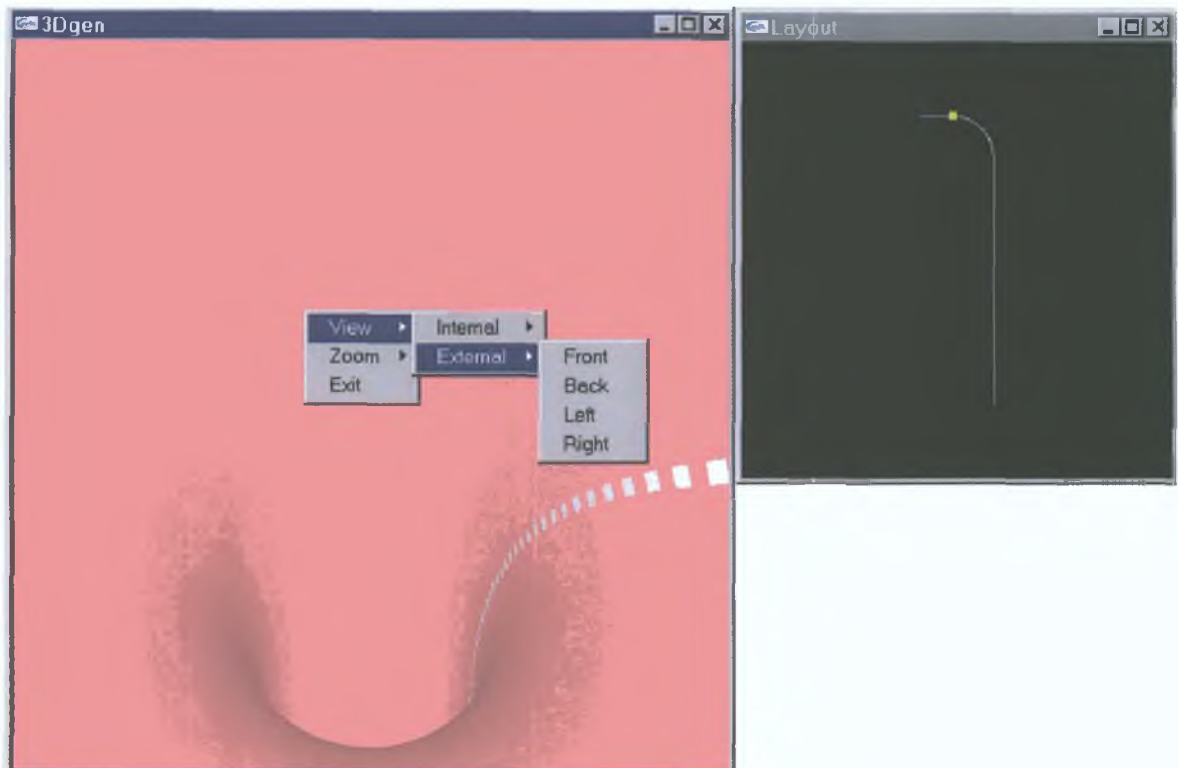 3Dgen
Layout
View
Zoom
Exit
Internal
External
Front
Back
Left
Right